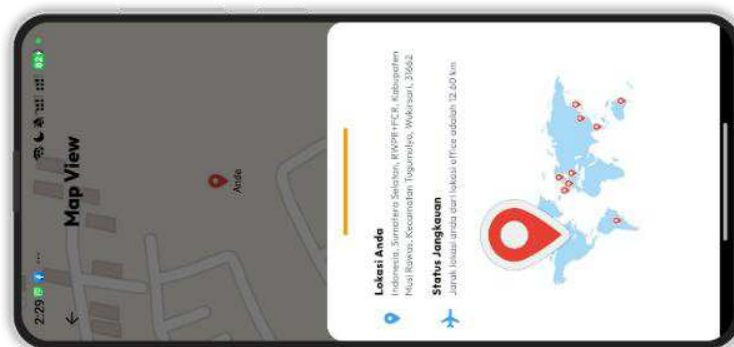 2:29
82+
Map View
Anda
Lokasi Anda
Indonesia, Sumatera Selatan, RWPR+FCR, Kabupaten
Musi Rawas, Kecamatan Tugumulyo, Wukirsari, 31662
Status Jangkauan
Jarak lokasi anda dari lokasi office adalah 12.60 km